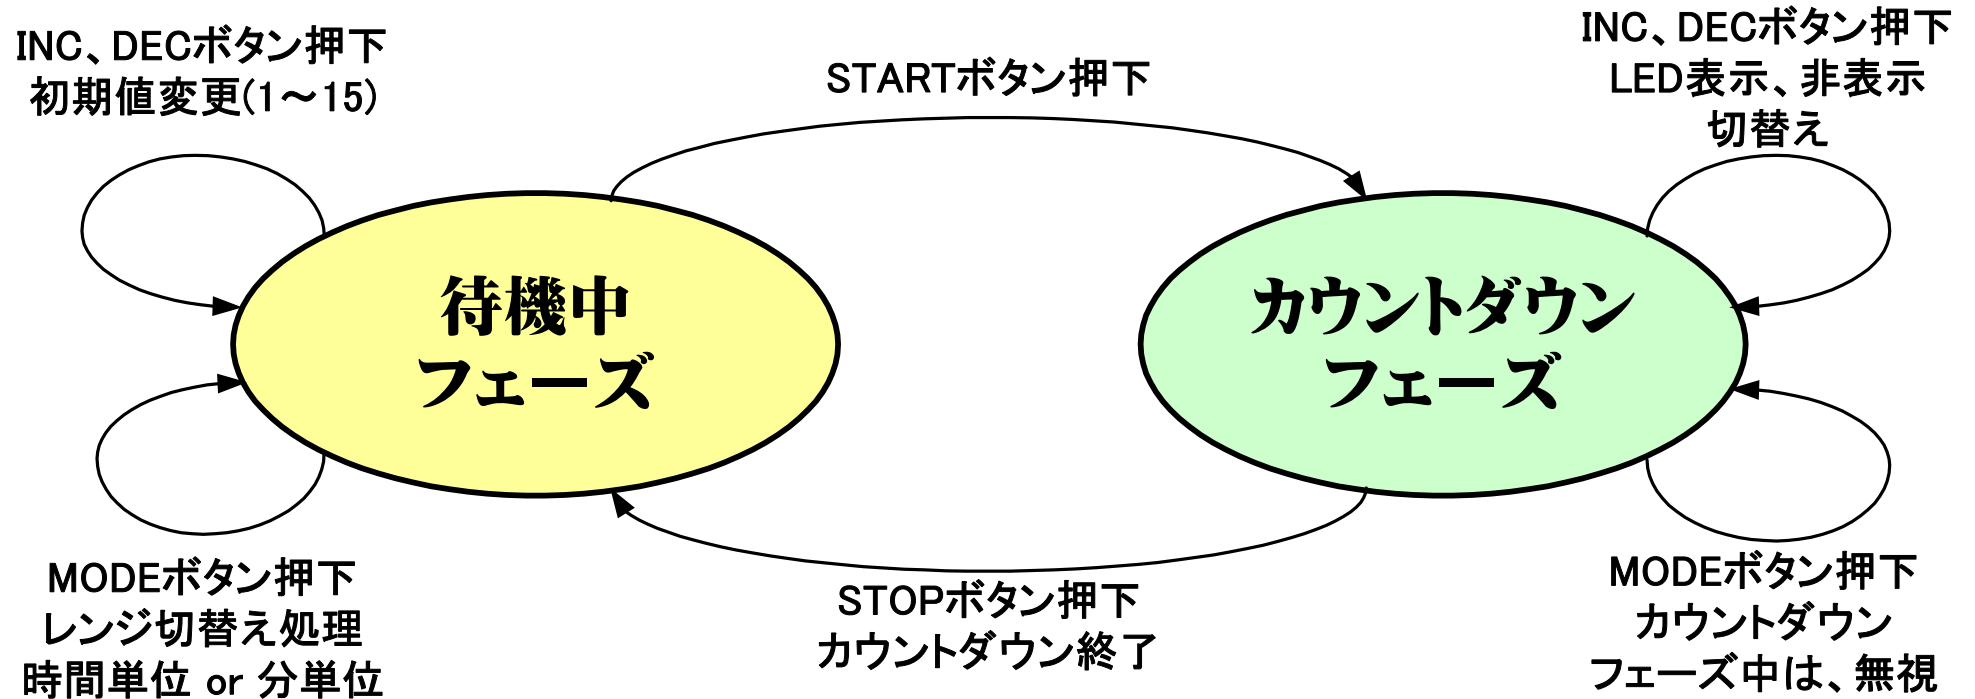 INC、DECボタン押下
初期値変更(1～15)
STARTボタン押下
INC、DECボタン押下
LED表示、非表示
切替え
待機中
フェーズ
カウントダウン
フェーズ
MODEボタン押下
レンジ切替え処理
時間単位 or 分単位
STOPボタン押下
カウントダウン終了
MODEボタン押下
カウントダウン
フェーズ中は、無視